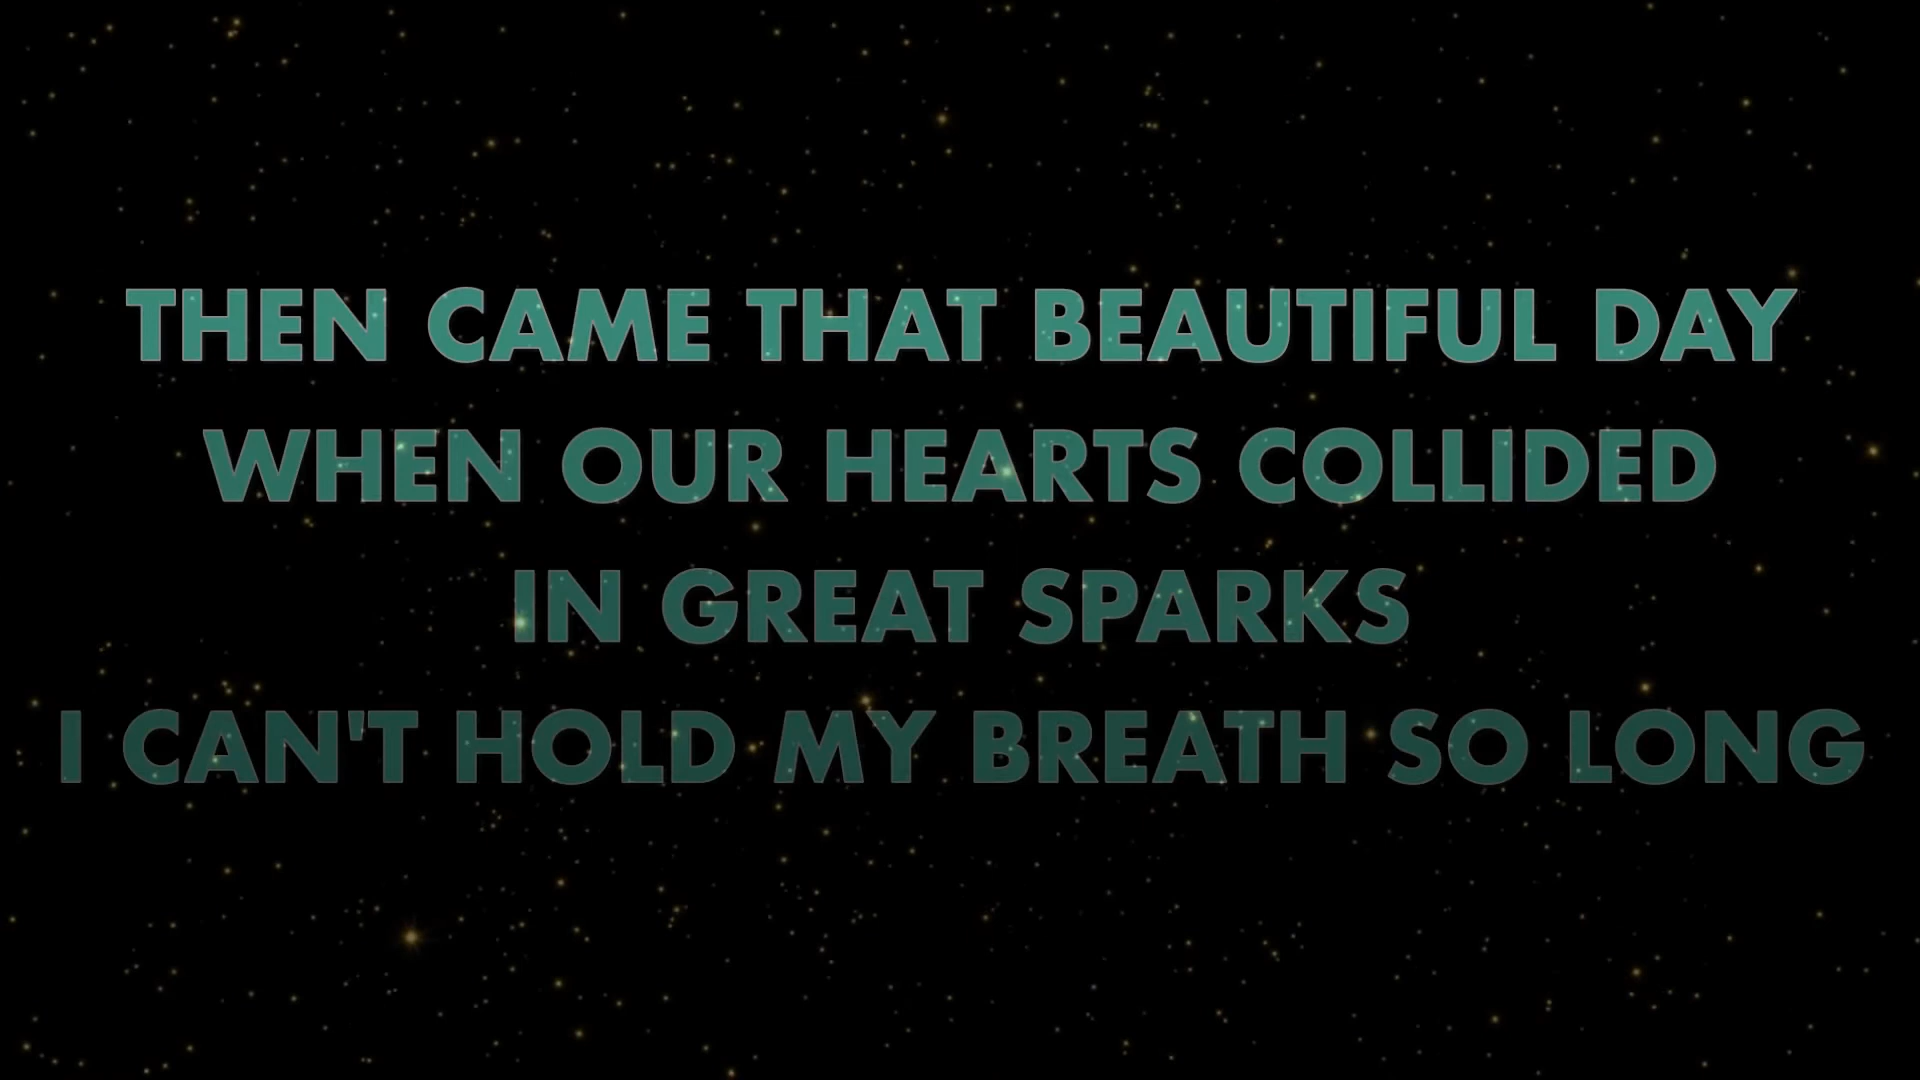 THEN CAME THAT BEAUTIFUL DAY
WHEN OUR HEARTS COLLIDED
IN GREAT SPARKS
I CAN'T HOLD MY BREATH SO LONG